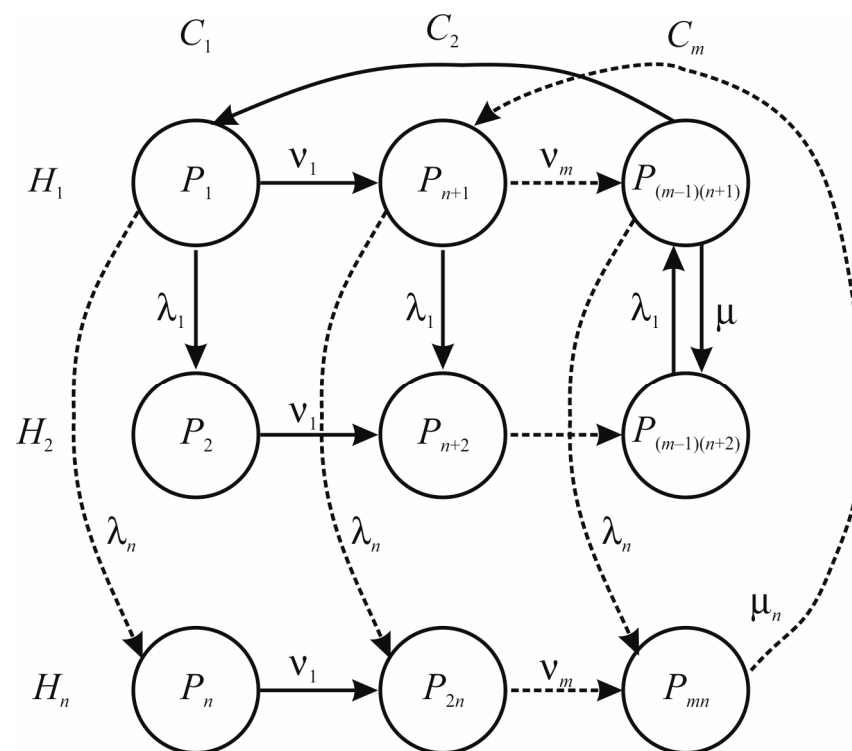 C₁ C₂ Cₘ
H₁ P₁ ν₁ Pₙ₊₁ νₘ P₍ₘ₋₁₎₍ₙ₊₁₎
λ₁ λ₁ λ₁ μ
H₂ P₂ ν₁ Pₙ₊₂ P₍ₘ₋₁₎₍ₙ₊₂₎
λₙ λₙ λₙ
μₙ
Hₙ Pₙ ν₁ P₂ₙ νₘ Pₘₙ